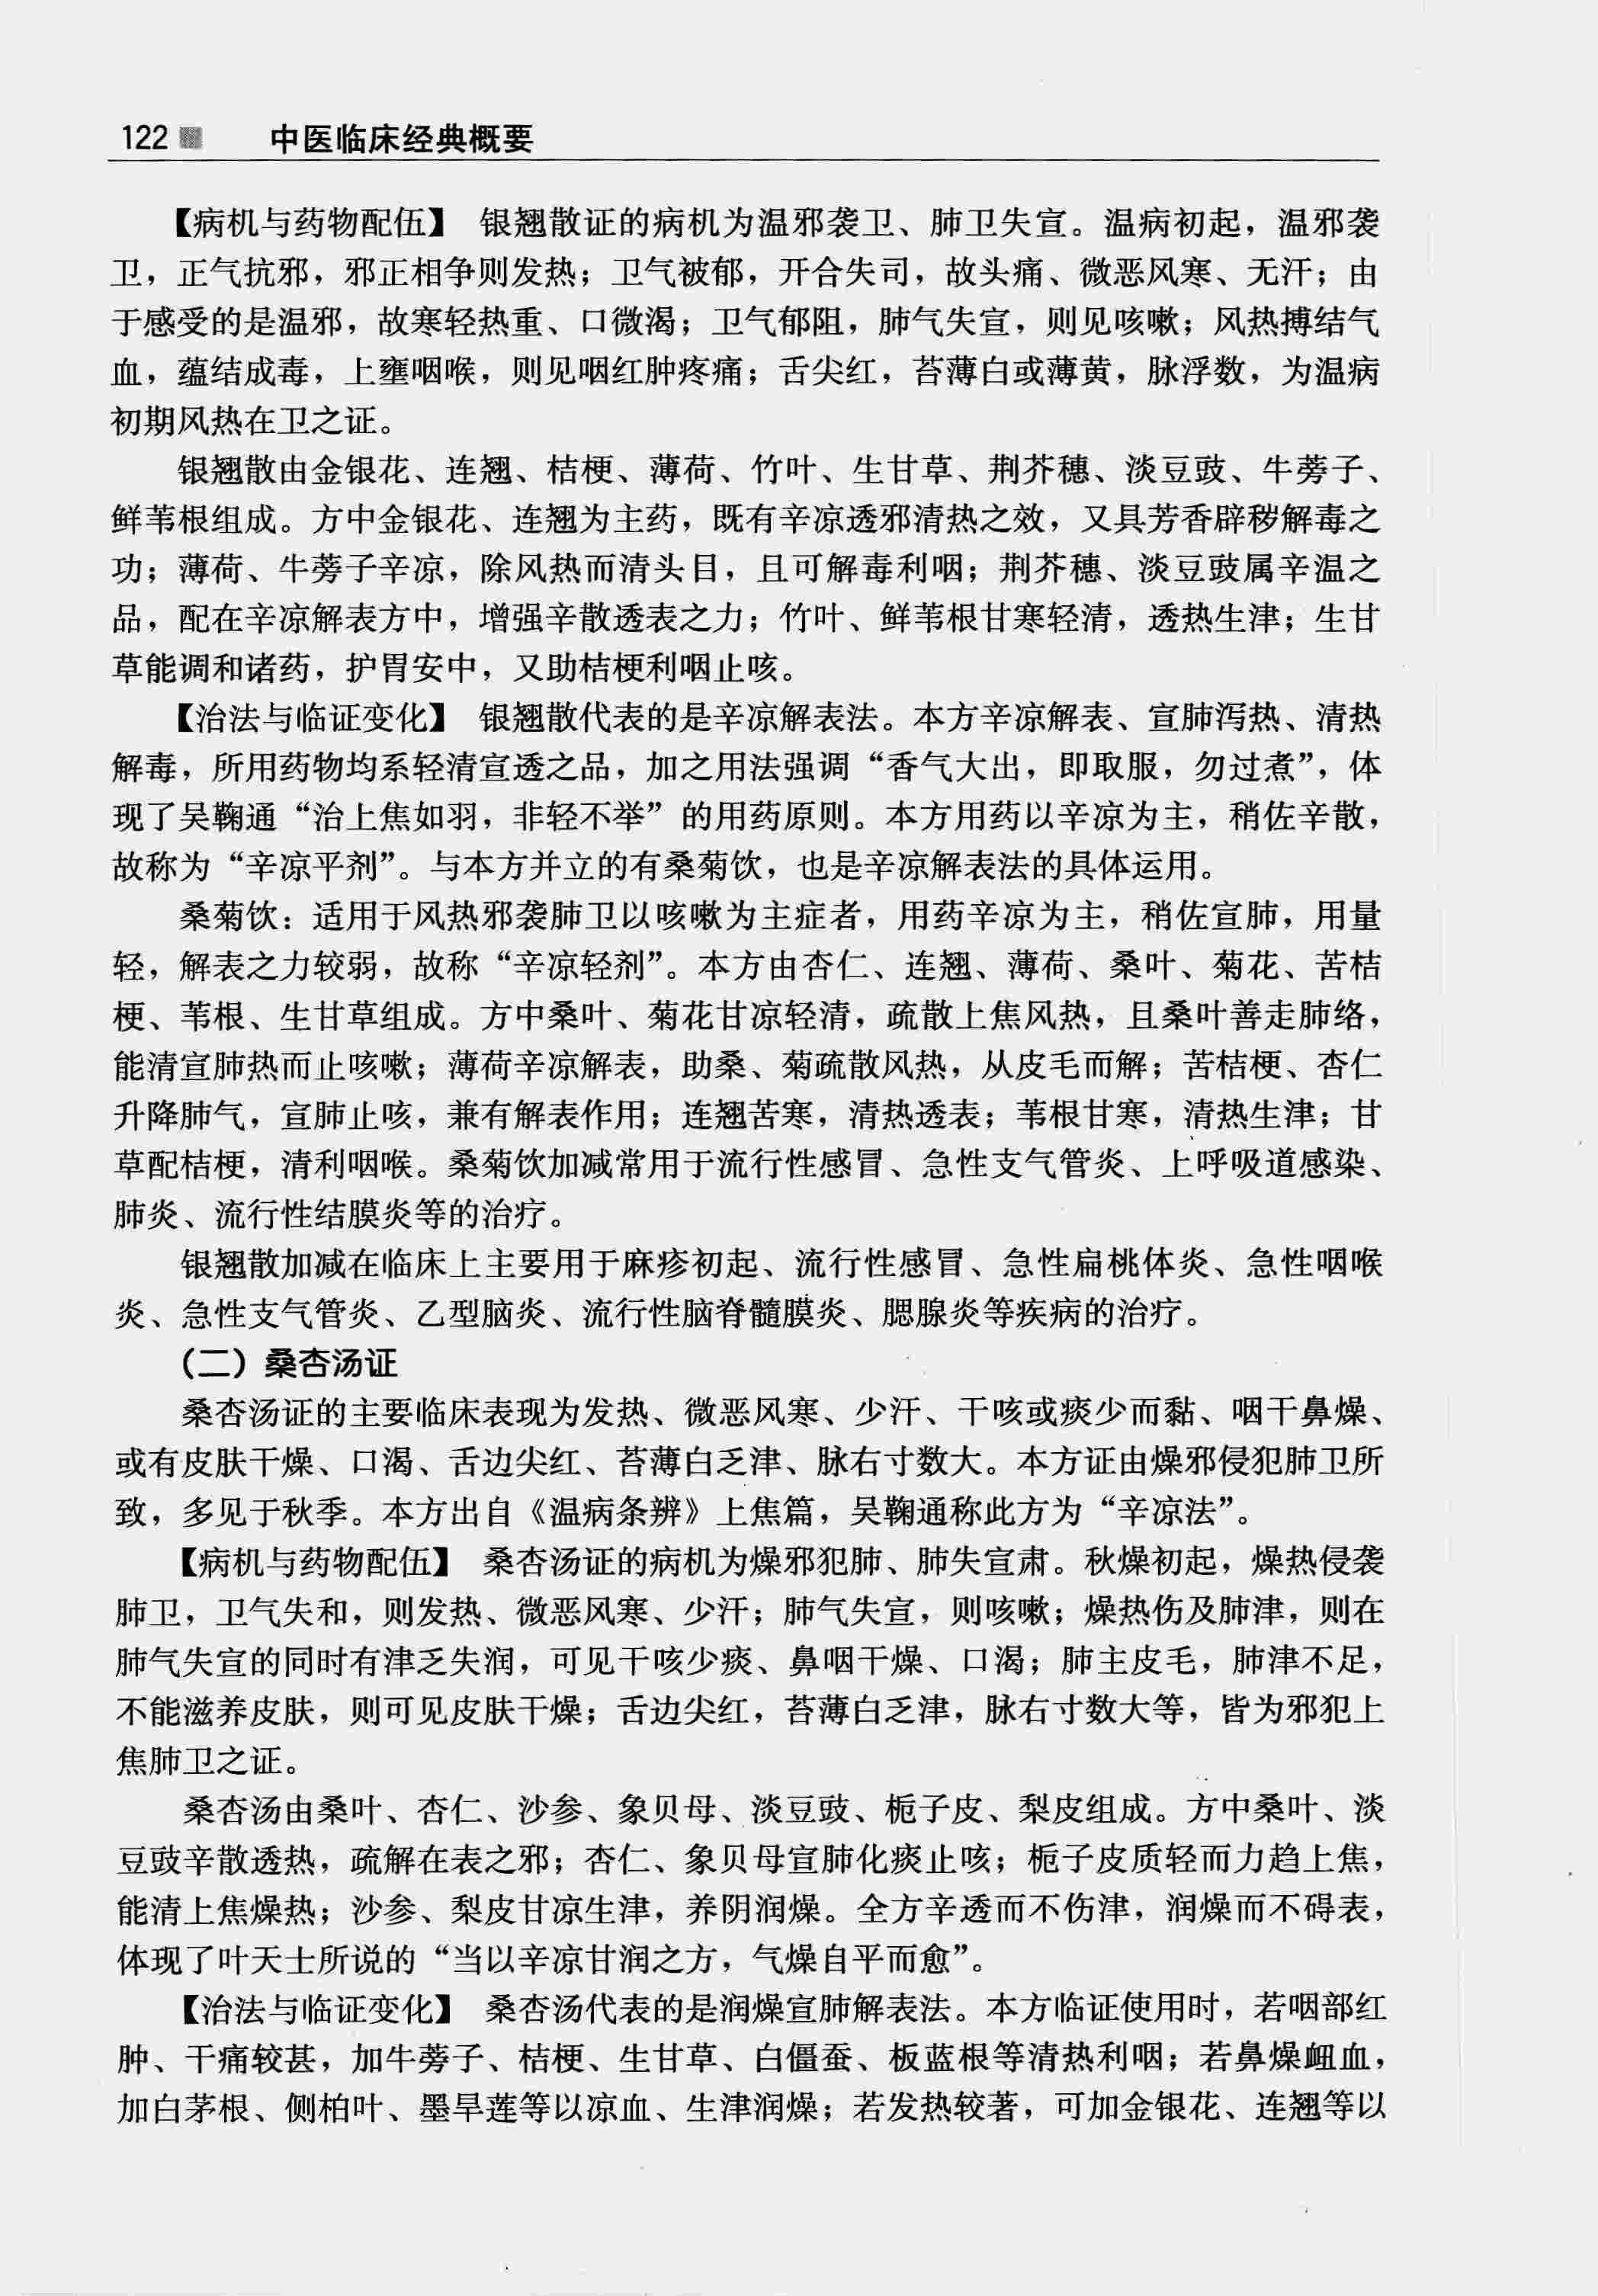 122 中医临床经典概要
【病机与药物配伍】 银翘散证的病机为温邪袭卫、肺卫失宣。温病初起，温邪袭
卫，正气抗邪，邪正相争则发热；卫气被郁，开合失司，故头痛、微恶风寒、无汗；由
于感受的是温邪，故寒轻热重、口微渴；卫气郁阻，肺气失宣，则见咳嗽；风热搏结气
血，蕴结成毒，上壅咽喉，则见咽红肿疼痛；舌尖红，苔薄白或薄黄，脉浮数，为温病
初期风热在卫之证。
银翘散由金银花、连翘、桔梗、薄荷、竹叶、生甘草、荆芥穗、淡豆豉、牛蒡子、
鲜苇根组成。方中金银花、连翘为主药，既有辛凉透邪清热之效，又具芳香辟秽解毒之
功；薄荷、牛蒡子辛凉，除风热而清头目，且可解毒利咽；荆芥穗、淡豆豉属辛温之
品，配在辛凉解表方中，增强辛散透表之力；竹叶、鲜苇根甘寒轻清，透热生津；生甘
草能调和诸药，护胃安中，又助桔梗利咽止咳。
【治法与临证变化】 银翘散代表的是辛凉解表法。本方辛凉解表、宣肺泻热、清热
解毒，所用药物均系轻清宣透之品，加之用法强调“香气大出，即取服，勿过煮”，体
现了吴鞠通“治上焦如羽，非轻不举”的用药原则。本方用药以辛凉为主，稍佐辛散，
故称为“辛凉平剂”。与本方并立的有桑菊饮，也是辛凉解表法的具体运用。
桑菊饮：适用于风热邪袭肺卫以咳嗽为主症者，用药辛凉为主，稍佐宣肺，用量
轻，解表之力较弱，故称“辛凉轻剂”。本方由杏仁、连翘、薄荷、桑叶、菊花、苦桔
梗、苇根、生甘草组成。方中桑叶、菊花甘凉轻清，疏散上焦风热，且桑叶善走肺络，
能清宣肺热而止咳嗽；薄荷辛凉解表，助桑、菊疏散风热，从皮毛而解；苦桔梗、杏仁
升降肺气，宣肺止咳，兼有解表作用；连翘苦寒，清热透表；苇根甘寒，清热生津；甘
草配桔梗，清利咽喉。桑菊饮加减常用于流行性感冒、急性支气管炎、上呼吸道感染、
肺炎、流行性结膜炎等的治疗。
银翘散加减在临床上主要用于麻疹初起、流行性感冒、急性扁桃体炎、急性咽喉
炎、急性支气管炎、乙型脑炎、流行性脑脊髓膜炎、腮腺炎等疾病的治疗。
（二）桑杏汤证
桑杏汤证的主要临床表现为发热、微恶风寒、少汗、干咳或痰少而黏、咽干鼻燥、
或有皮肤干燥、口渴、舌边尖红、苔薄白乏津、脉右寸数大。本方证由燥邪侵犯肺卫所
致，多见于秋季。本方出自《温病条辨》上焦篇，吴鞠通称此方为“辛凉法”。
【病机与药物配伍】 桑杏汤证的病机为燥邪犯肺、肺失宣肃。秋燥初起，燥热侵袭
肺卫，卫气失和，则发热、微恶风寒、少汗；肺气失宣，则咳嗽；燥热伤及肺津，则在
肺气失宣的同时有津乏失润，可见干咳少痰、鼻咽干燥、口渴；肺主皮毛，肺津不足，
不能滋养皮肤，则可见皮肤干燥；舌边尖红，苔薄白乏津，脉右寸数大等，皆为邪犯上
焦肺卫之证。
桑杏汤由桑叶、杏仁、沙参、象贝母、淡豆豉、栀子皮、梨皮组成。方中桑叶、淡
豆豉辛散透热，疏解在表之邪；杏仁、象贝母宣肺化痰止咳；栀子皮质轻而力趋上焦，
能清上焦燥热；沙参、梨皮甘凉生津，养阴润燥。全方辛透而不伤津，润燥而不碍表，
体现了叶天士所说的“当以辛凉甘润之方，气燥自平而愈”。
【治法与临证变化】 桑杏汤代表的是润燥宣肺解表法。本方临证使用时，若咽部红
肿、干痛较甚，加牛蒡子、桔梗、生甘草、白僵蚕、板蓝根等清热利咽；若鼻燥衄血，
加白茅根、侧柏叶、墨旱莲等以凉血、生津润燥；若发热较著，可加金银花、连翘等以